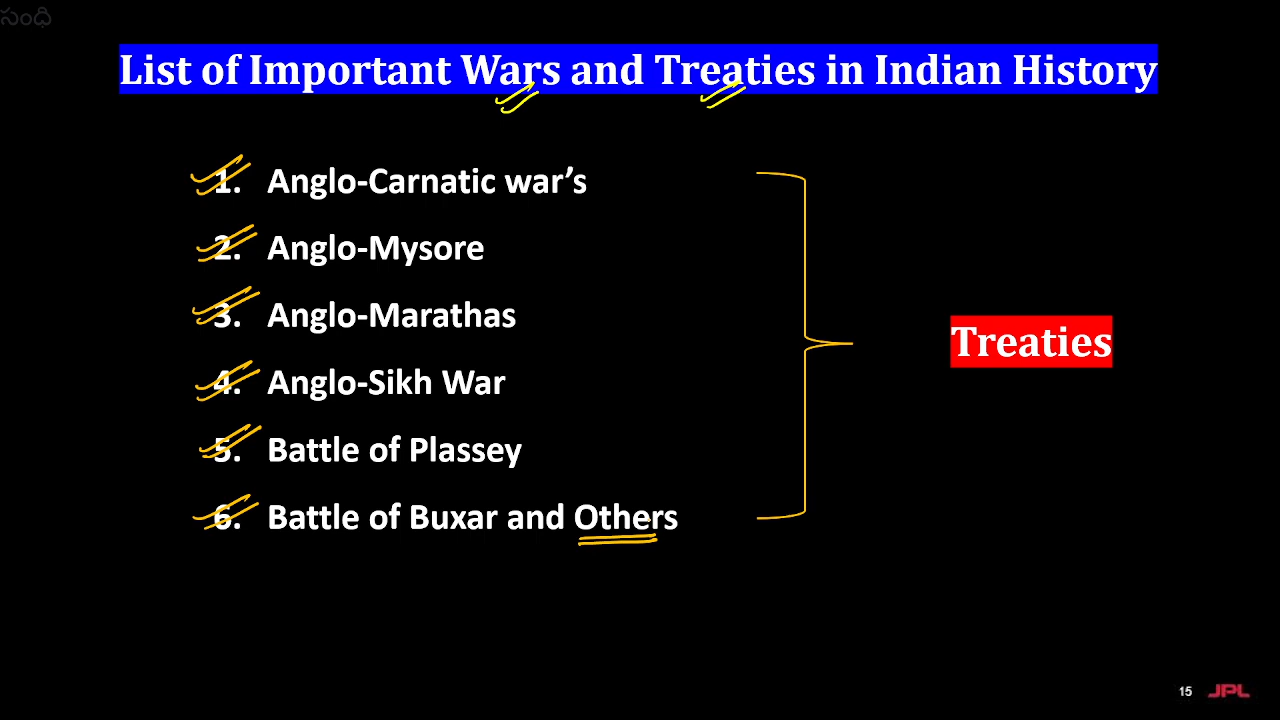 సంధి
List of Important Wars and Treaties in Indian History
1. Anglo-Carnatic war’s
2. Anglo-Mysore
3. Anglo-Marathas
4. Anglo-Sikh War
5. Battle of Plassey
6. Battle of Buxar and Others
Treaties
15 JPL